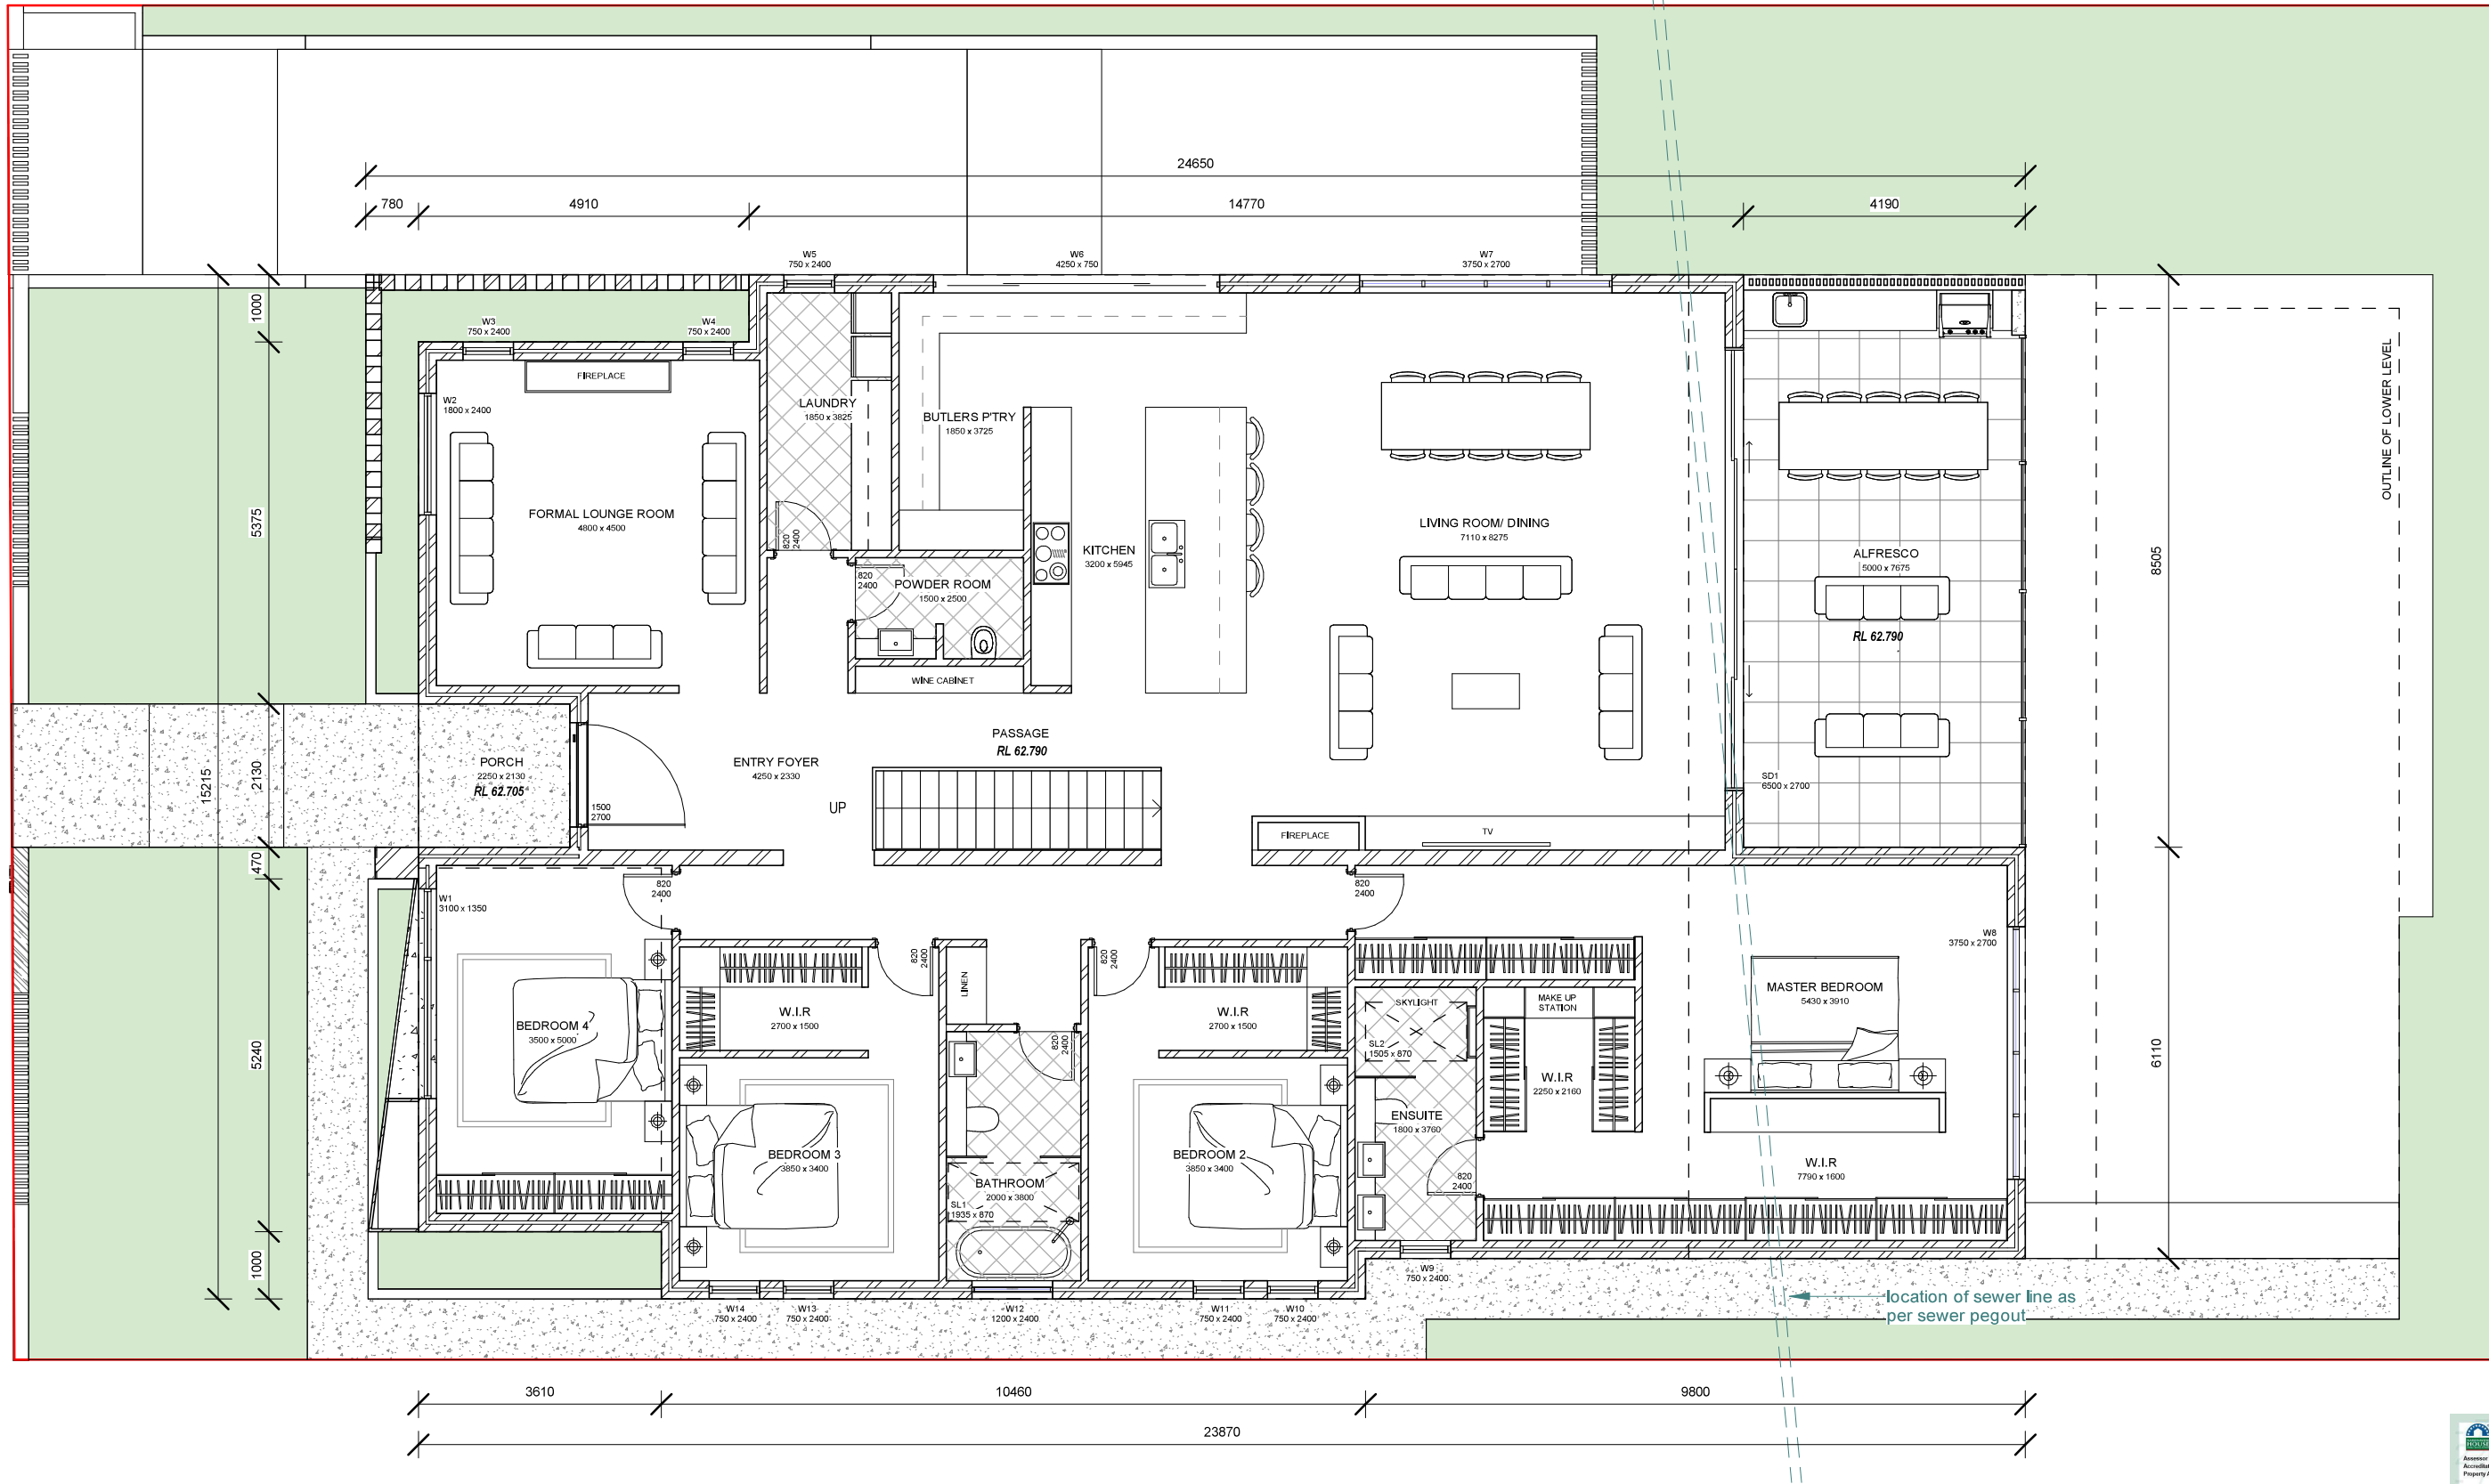 24650
780
4910
14770
4190
W5
750 x 2400
W6
4250 x 750
W7
3750 x 2700
1000
W3
750 x 2400
W4
750 x 2400
FIREPLACE
OUTLINE OF LOWER LEVEL
W2
1800 x 2400
LAUNDRY
1850 x 3825
BUTLERS P'TRY
1850 x 3725
5375
FORMAL LOUNGE ROOM
4800 x 4500
820
2400
LIVING ROOM/ DINING
7110 x 8275
KITCHEN
3200 x 5945
ALFRESCO
5000 x 7675
8505
820
2400
POWDER ROOM
1500 x 2500
RL 62.790
WINE CABINET
PASSAGE
RL 62.790
15215
2130
PORCH
2250 x 2130
RL 62.705
ENTRY FOYER
4250 x 2330
SD1
6500 x 2700
1500
2700
UP
FIREPLACE
TV
470
820
2400
820
2400
W1
3100 x 1350
W8
3750 x 2700
820
2400
820
2400
LINEN
W.I.R
2700 x 1500
W.I.R
2700 x 1500
SKYLIGHT
MAKE UP
STATION
MASTER BEDROOM
5430 x 3910
BEDROOM 4
3500 x 5000
820
2400
SL2
1505 x 870
5240
6110
W.I.R
2250 x 2160
ENSUITE
1800 x 3760
BEDROOM 3
3850 x 3400
BEDROOM 2
3850 x 3400
W.I.R
7790 x 1600
BATHROOM
2000 x 3800
820
2400
SL1
1935 x 870
1000
W9
750 x 2400
W14
750 x 2400
W13
750 x 2400
W12
1200 x 2400
W11
750 x 2400
W10
750 x 2400
location of sewer line as
per sewer pegout
3610
10460
9800
23870
HOUSE
Assessor